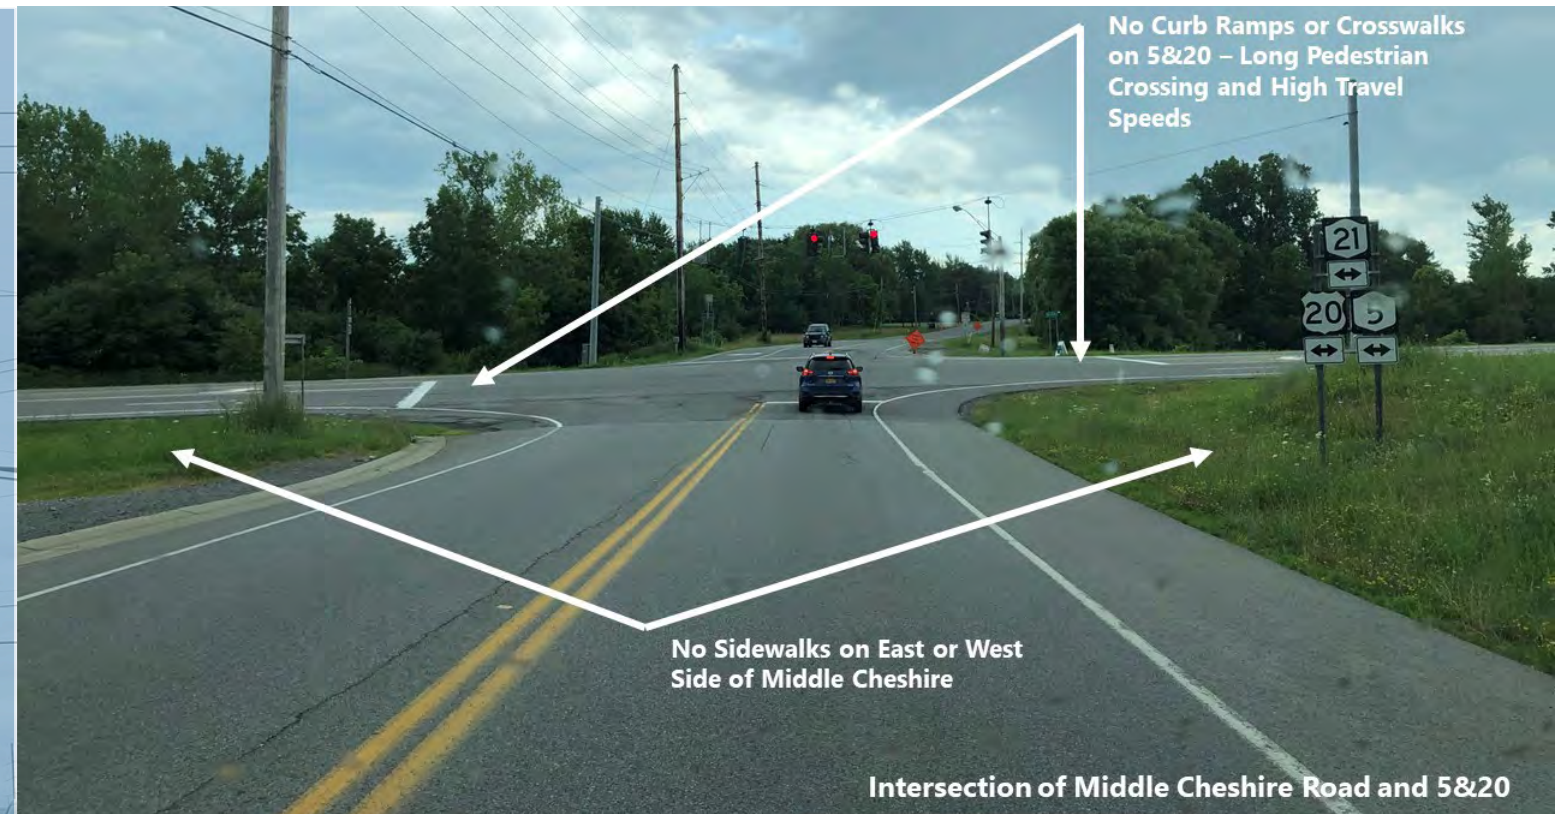 No Curb Ramps or Crosswalks
on 5&20 – Long Pedestrian
Crossing and High Travel
Speeds
21
20 5
No Sidewalks on East or West
Side of Middle Cheshire
Intersection of Middle Cheshire Road and 5&20